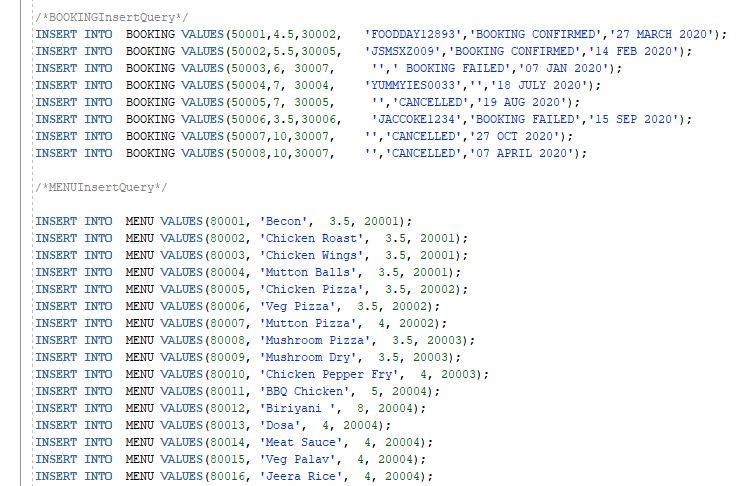 /*BOOKINGInsertQuery*/
INSERT INTO BOOKING VALUES(50001,4.5,30002, 'FOODDAY12893','BOOKING CONFIRMED','27 MARCH 2020');
INSERT INTO BOOKING VALUES(50002,5.5,30005, 'JSMSXZ009','BOOKING CONFIRMED','14 FEB 2020');
INSERT INTO BOOKING VALUES(50003,6, 30007, '',' BOOKING FAILED','07 JAN 2020');
INSERT INTO BOOKING VALUES(50004,7, 30004, 'YUMMYIES0033','','18 JULY 2020');
INSERT INTO BOOKING VALUES(50005,7, 30005, '','CANCELLED','19 AUG 2020');
INSERT INTO BOOKING VALUES(50006,3.5,30006, 'JACCOKE1234','BOOKING FAILED','15 SEP 2020');
INSERT INTO BOOKING VALUES(50007,10,30007, '','CANCELLED','27 OCT 2020');
INSERT INTO BOOKING VALUES(50008,10,30007, '','CANCELLED','07 APRIL 2020');
/*MENUInsertQuery*/
INSERT INTO MENU VALUES(80001, 'Becon', 3.5, 20001);
INSERT INTO MENU VALUES(80002, 'Chicken Roast', 3.5, 20001);
INSERT INTO MENU VALUES(80003, 'Chicken Wings', 3.5, 20001);
INSERT INTO MENU VALUES(80004, 'Mutton Balls', 3.5, 20001);
INSERT INTO MENU VALUES(80005, 'Chicken Pizza', 3.5, 20002);
INSERT INTO MENU VALUES(80006, 'Veg Pizza', 3.5, 20002);
INSERT INTO MENU VALUES(80007, 'Mutton Pizza', 4, 20002);
INSERT INTO MENU VALUES(80008, 'Mushroom Pizza', 3.5, 20003);
INSERT INTO MENU VALUES(80009, 'Mushroom Dry', 3.5, 20003);
INSERT INTO MENU VALUES(80010, 'Chicken Pepper Fry', 4, 20003);
INSERT INTO MENU VALUES(80011, 'BBQ Chicken', 5, 20004);
INSERT INTO MENU VALUES(80012, 'Biriyani ', 8, 20004);
INSERT INTO MENU VALUES(80013, 'Dosa', 4, 20004);
INSERT INTO MENU VALUES(80014, 'Meat Sauce', 4, 20004);
INSERT INTO MENU VALUES(80015, 'Veg Palav', 4, 20004);
INSERT INTO MENU VALUES(80016, 'Jeera Rice', 4, 20004);